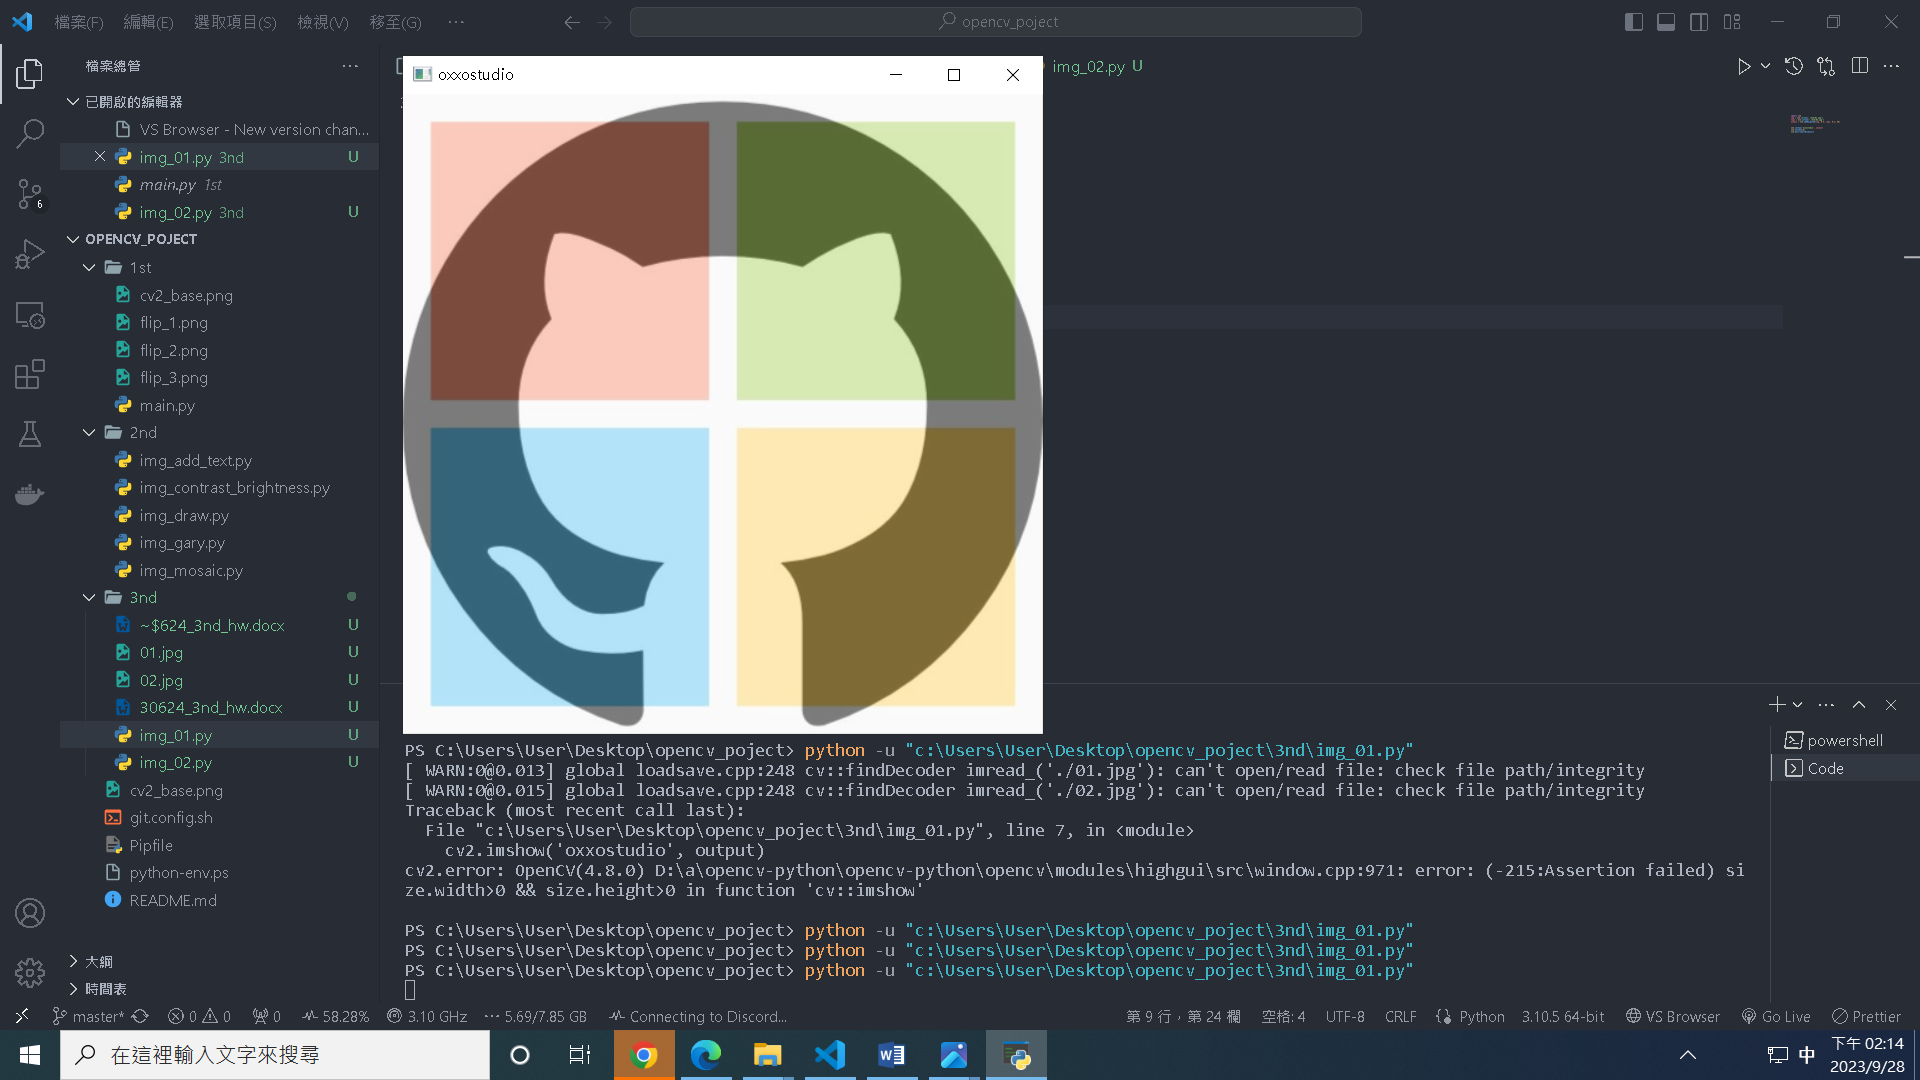 檔案(F) 編輯(E) 選取項目(S) 檢視(V) 移至(G) ··· opencv_poject
檔案總管 ···
已開啟的編輯器
VS Browser - New version chan...
img_01.py 3nd U
main.py 1st
img_02.py 3nd U
OPENCV_POJECT
1st
cv2_base.png
flip_1.png
flip_2.png
flip_3.png
main.py
2nd
img_add_text.py
img_contrast_brightness.py
img_draw.py
img_gary.py
img_mosaic.py
3nd
~$624_3nd_hw.docx U
01.jpg U
02.jpg U
30624_3nd_hw.docx U
img_01.py U
img_02.py U
cv2_base.png
git.config.sh
Pipfile
python-env.ps
README.md
大綱
時間表
6
oxxostudio
img_02.py U
powershell
Code
PS C:\Users\User\Desktop\opencv_poject> python -u "c:\Users\User\Desktop\opencv_poject\3nd\img_01.py"
[ WARN:0@0.013] global loadsave.cpp:248 cv::findDecoder imread_('./01.jpg'): can't open/read file: check file path/integrity
[ WARN:0@0.015] global loadsave.cpp:248 cv::findDecoder imread_('./02.jpg'): can't open/read file: check file path/integrity
Traceback (most recent call last):
File "c:\Users\User\Desktop\opencv_poject\3nd\img_01.py", line 7, in <module>
cv2.imshow('oxxostudio', output)
cv2.error: OpenCV(4.8.0) D:\a\opencv-python\opencv-python\opencv\modules\highgui\src\window.cpp:971: error: (-215:Assertion failed) si
ze.width>0 && size.height>0 in function 'cv::imshow'
PS C:\Users\User\Desktop\opencv_poject> python -u "c:\Users\User\Desktop\opencv_poject\3nd\img_01.py"
PS C:\Users\User\Desktop\opencv_poject> python -u "c:\Users\User\Desktop\opencv_poject\3nd\img_01.py"
PS C:\Users\User\Desktop\opencv_poject> python -u "c:\Users\User\Desktop\opencv_poject\3nd\img_01.py"
master* 0 0 0 58.28% 3.10 GHz 5.69/7.85 GB Connecting to Discord... 第 9 行，第 24 欄 空格: 4 UTF-8 CRLF Python 3.10.5 64-bit VS Browser Go Live Prettier
在這裡輸入文字來搜尋
中
下午 02:14
2023/9/28